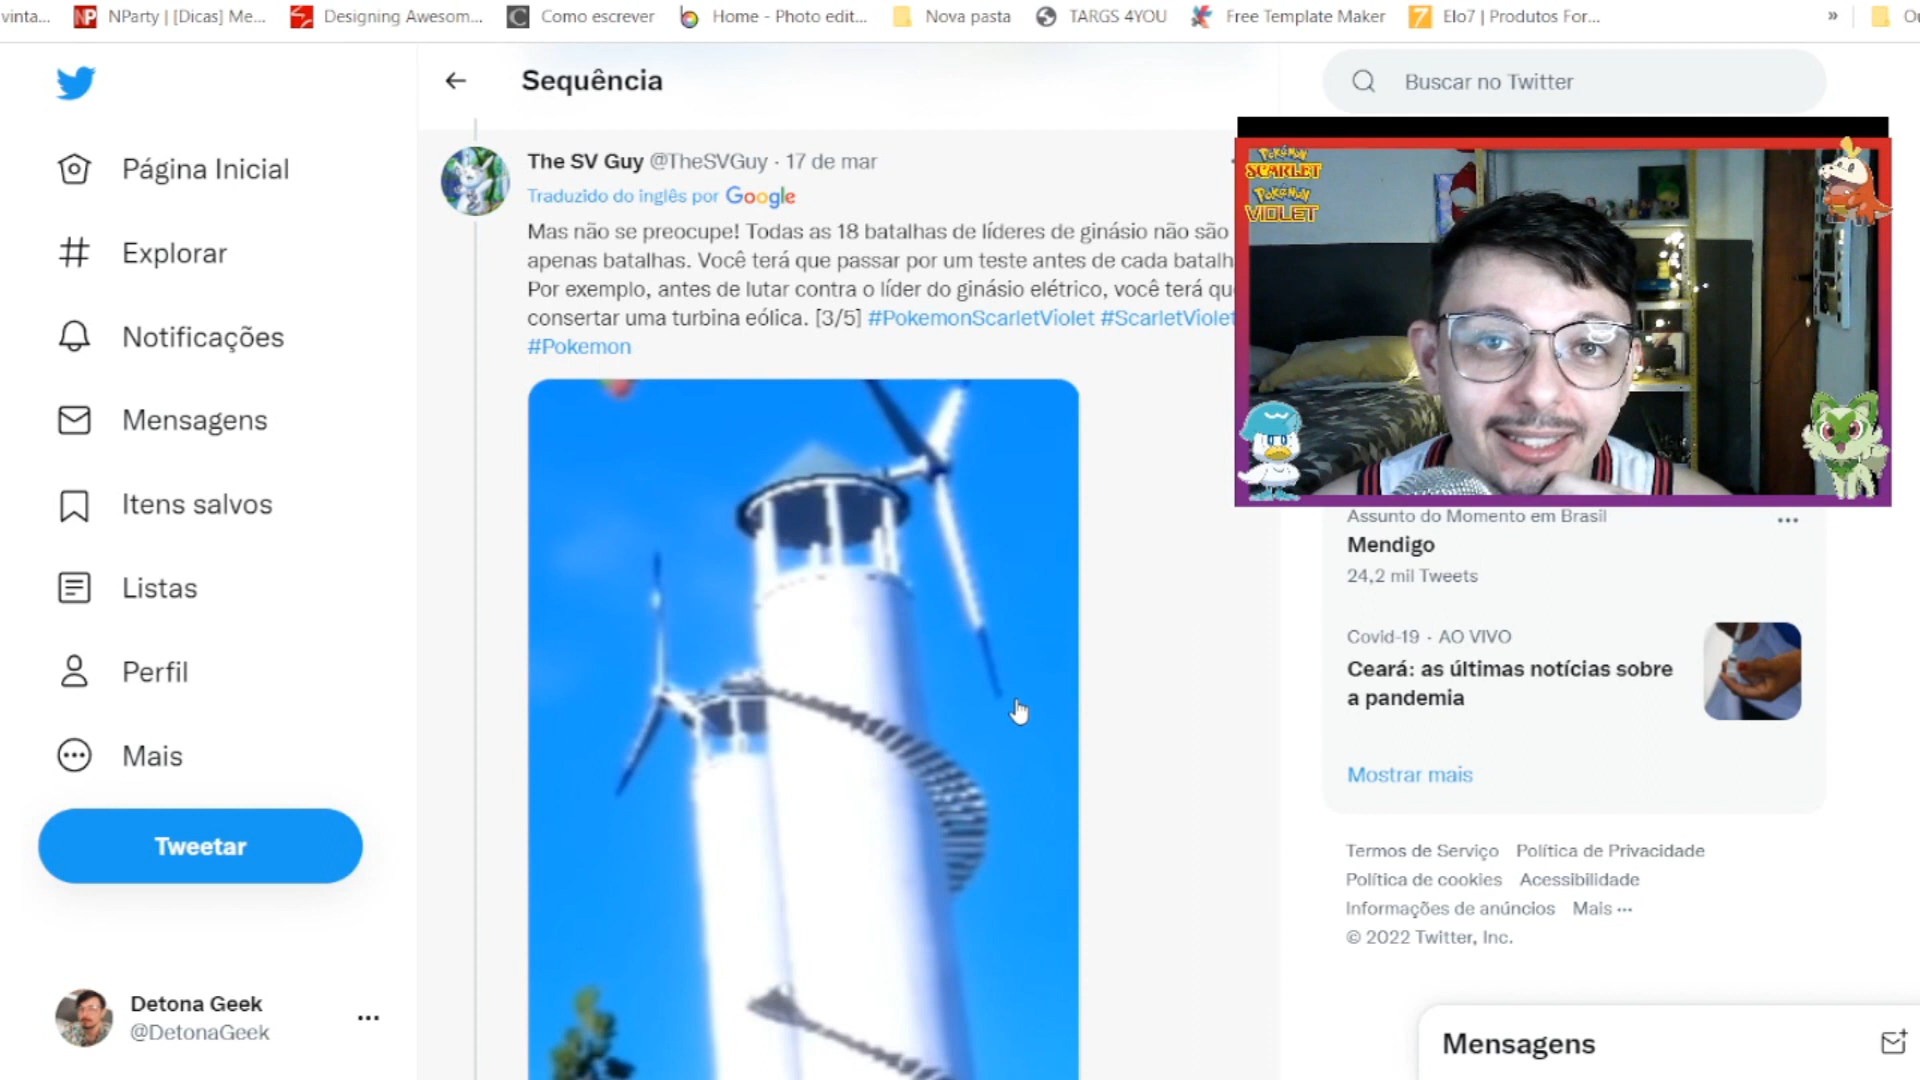 vinta...
NP NParty | [Dicas] Me...
Designing Awesom...
Como escrever
Home - Photo edit...
Nova pasta
TARGS 4YOU
Free Template Maker
Elo7 | Produtos For...
»
Sequência
Buscar no Twitter
Página Inicial
Explorar
Notificações
Mensagens
Itens salvos
Listas
Perfil
Mais
Tweetar
Detona Geek
@DetonaGeek
The SV Guy @TheSVGuy · 17 de mar
Traduzido do inglês por Google
Mas não se preocupe! Todas as 18 batalhas de líderes de ginásio não são
apenas batalhas. Você terá que passar por um teste antes de cada batalh
Por exemplo, antes de lutar contra o líder do ginásio elétrico, você terá qu
consertar uma turbina eólica. [3/5] #PokemonScarletViolet #ScarletViolet
#Pokemon
Pokémon
SCARLET
Pokémon
VIOLET
Assunto do Momento em Brasil
Mendigo
24,2 mil Tweets
Covid-19 · AO VIVO
Ceará: as últimas notícias sobre
a pandemia
Mostrar mais
Termos de Serviço Política de Privacidade
Política de cookies Acessibilidade
Informações de anúncios Mais ···
© 2022 Twitter, Inc.
Mensagens